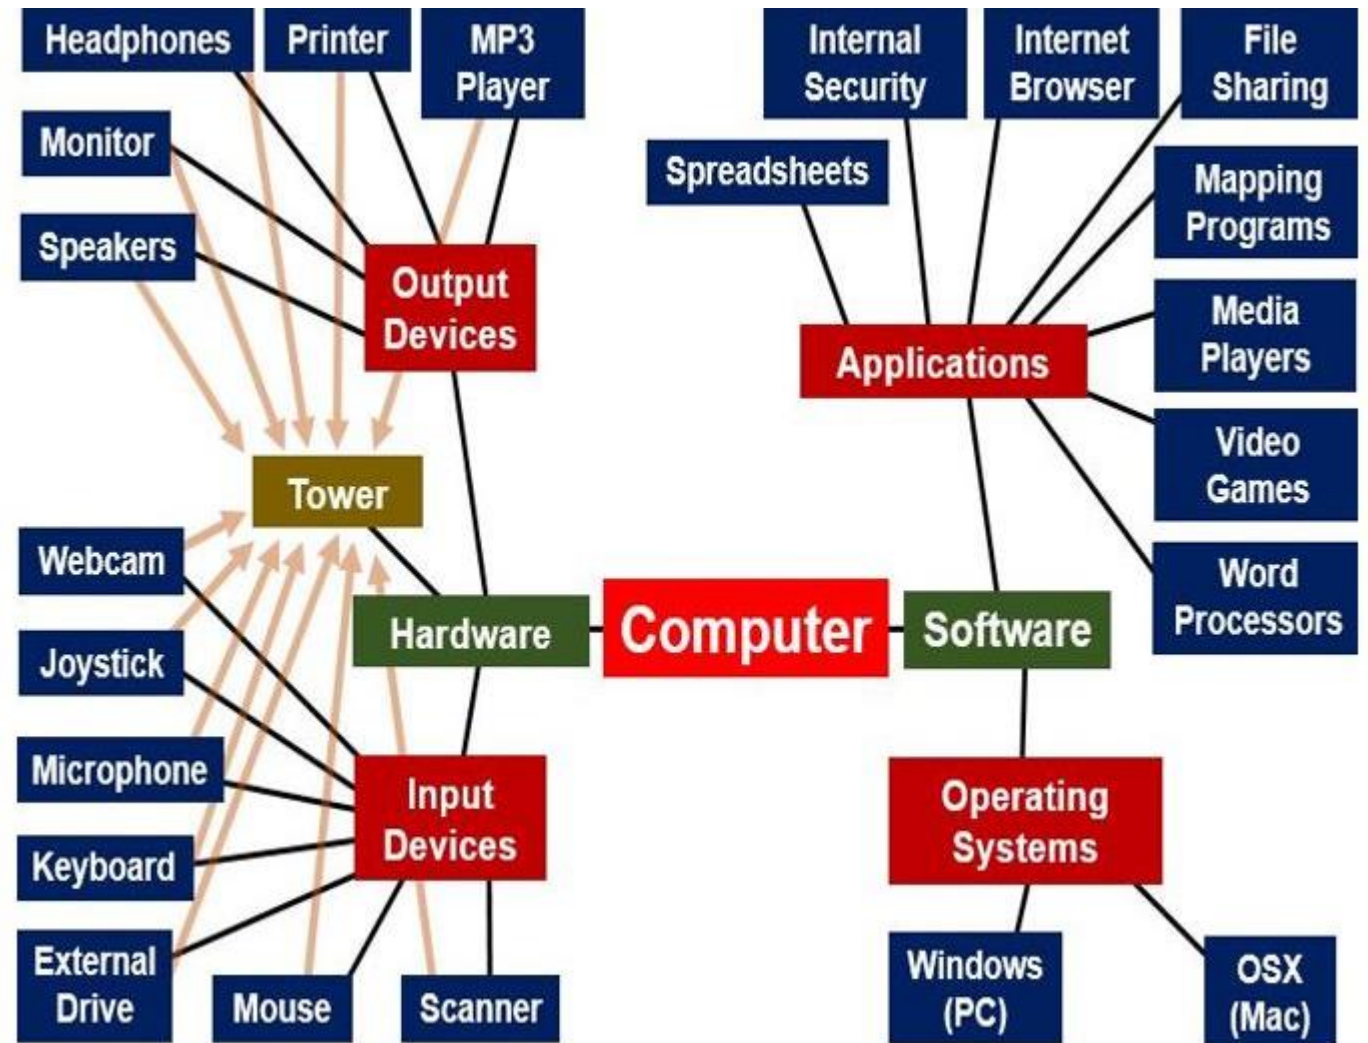 Headphones
Printer
MP3
Player
Monitor
Speakers
Output
Devices
Tower
Webcam
Joystick
Microphone
Keyboard
External
Drive
Mouse
Scanner
Input
Devices
Hardware
Computer
Software
Internal
Security
Internet
Browser
File
Sharing
Spreadsheets
Mapping
Programs
Media
Players
Applications
Video
Games
Word
Processors
Operating
Systems
Windows
(PC)
OSX
(Mac)